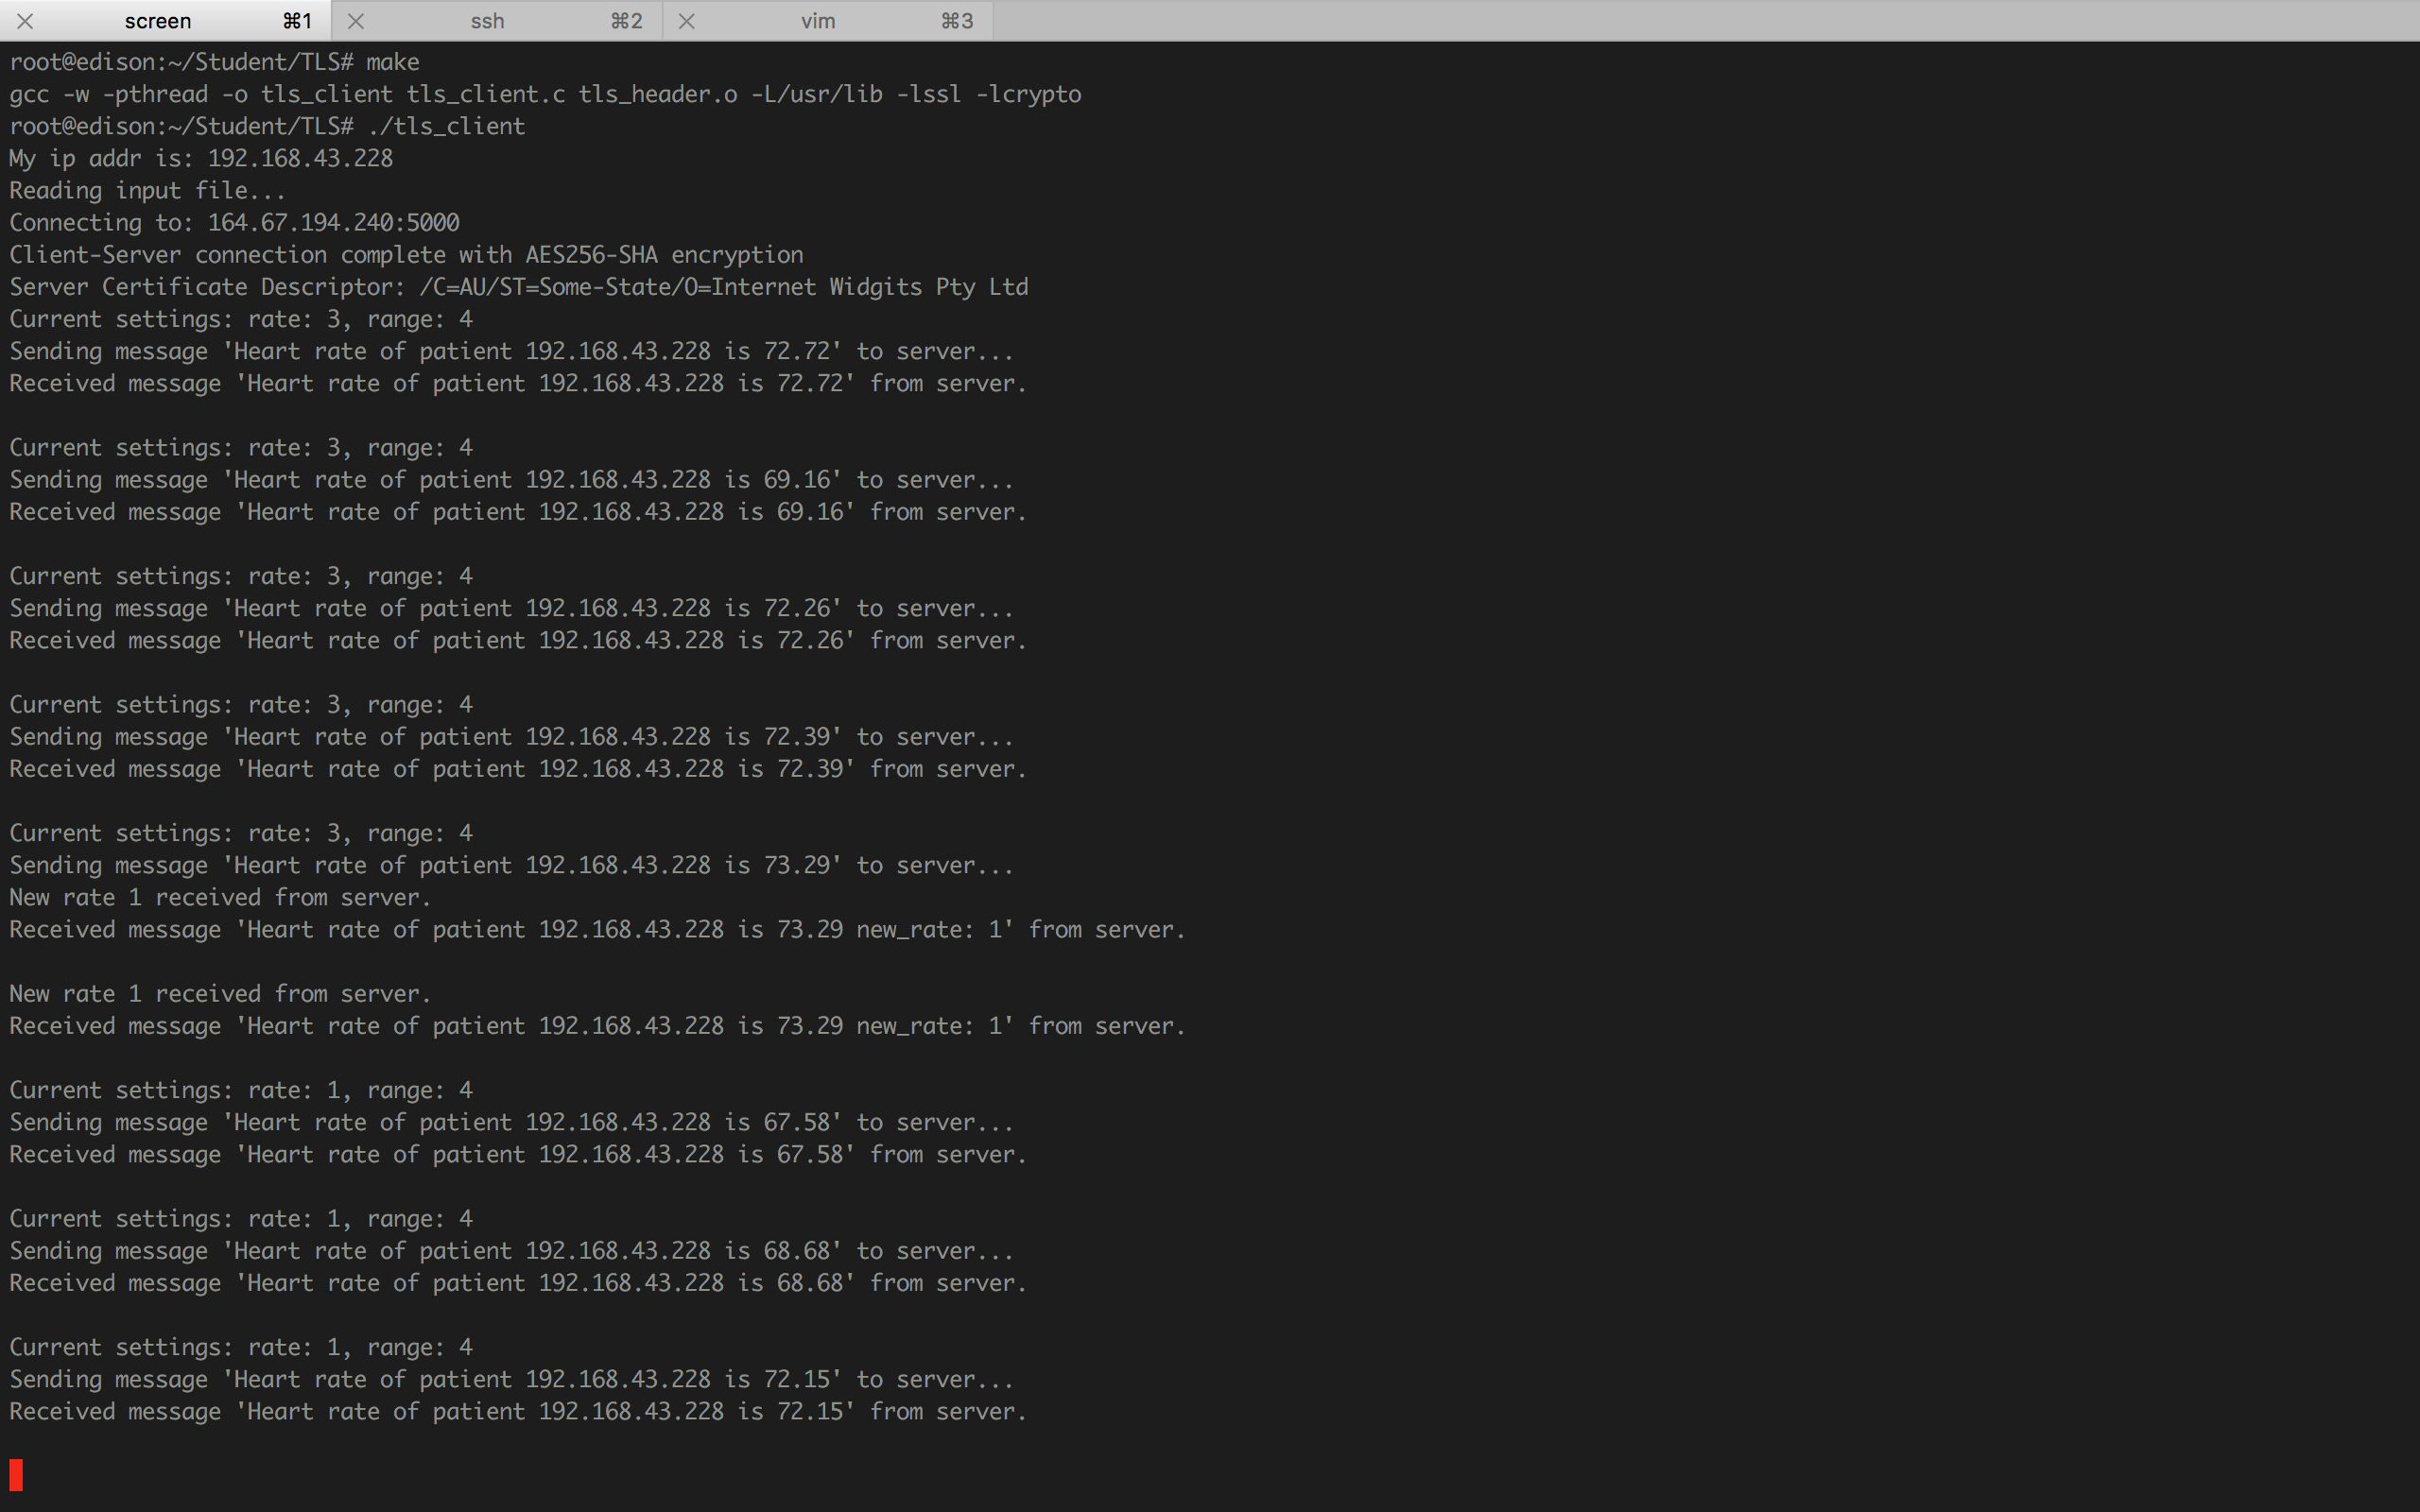 screen ⌘1 ssh ⌘2 vim ⌘3
root@edison:~/Student/TLS# make
gcc -w -pthread -o tls_client tls_client.c tls_header.o -L/usr/lib -lssl -lcrypto
root@edison:~/Student/TLS# ./tls_client
My ip addr is: 192.168.43.228
Reading input file...
Connecting to: 164.67.194.240:5000
Client-Server connection complete with AES256-SHA encryption
Server Certificate Descriptor: /C=AU/ST=Some-State/O=Internet Widgits Pty Ltd
Current settings: rate: 3, range: 4
Sending message 'Heart rate of patient 192.168.43.228 is 72.72' to server...
Received message 'Heart rate of patient 192.168.43.228 is 72.72' from server.
Current settings: rate: 3, range: 4
Sending message 'Heart rate of patient 192.168.43.228 is 69.16' to server...
Received message 'Heart rate of patient 192.168.43.228 is 69.16' from server.
Current settings: rate: 3, range: 4
Sending message 'Heart rate of patient 192.168.43.228 is 72.26' to server...
Received message 'Heart rate of patient 192.168.43.228 is 72.26' from server.
Current settings: rate: 3, range: 4
Sending message 'Heart rate of patient 192.168.43.228 is 72.39' to server...
Received message 'Heart rate of patient 192.168.43.228 is 72.39' from server.
Current settings: rate: 3, range: 4
Sending message 'Heart rate of patient 192.168.43.228 is 73.29' to server...
New rate 1 received from server.
Received message 'Heart rate of patient 192.168.43.228 is 73.29 new_rate: 1' from server.
New rate 1 received from server.
Received message 'Heart rate of patient 192.168.43.228 is 73.29 new_rate: 1' from server.
Current settings: rate: 1, range: 4
Sending message 'Heart rate of patient 192.168.43.228 is 67.58' to server...
Received message 'Heart rate of patient 192.168.43.228 is 67.58' from server.
Current settings: rate: 1, range: 4
Sending message 'Heart rate of patient 192.168.43.228 is 68.68' to server...
Received message 'Heart rate of patient 192.168.43.228 is 68.68' from server.
Current settings: rate: 1, range: 4
Sending message 'Heart rate of patient 192.168.43.228 is 72.15' to server...
Received message 'Heart rate of patient 192.168.43.228 is 72.15' from server.